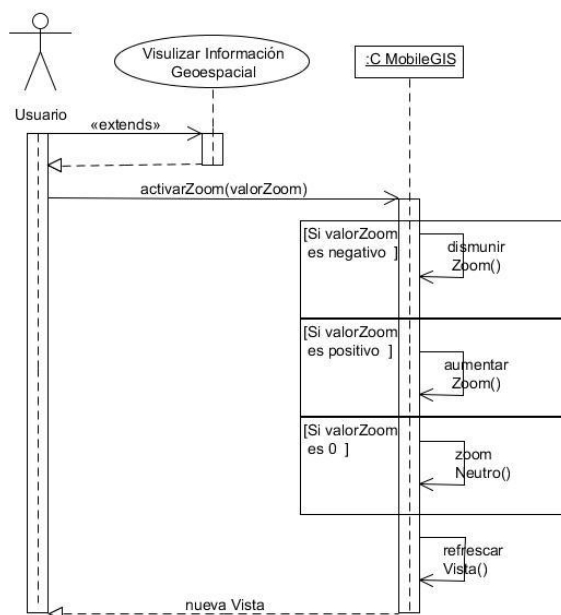 Visulizar Información
Geoespacial
:C MobileGIS
Usuario
«extends»
activarZoom(valorZoom)
[Si valorZoom
es negativo ]
dismunir
Zoom()
[Si valorZoom
es positivo ]
aumentar
Zoom()
[Si valorZoom
es 0 ]
zoom
Neutro()
refrescar
Vista()
nueva Vista